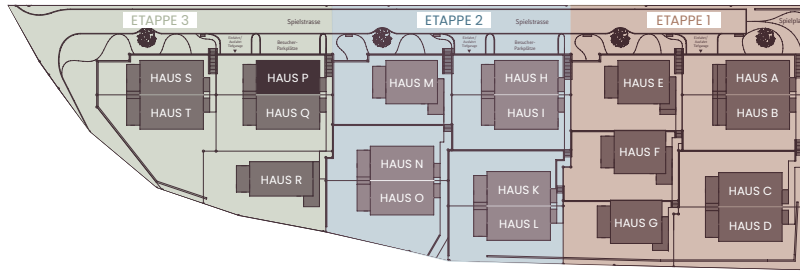 ETAPPE 3
Spielstrasse
ETAPPE 2
Spielstrasse
ETAPPE 1
Spielpla
Besucher-
Parkplätze
Besucher-
Parkplätze
HAUS S
HAUS P
HAUS M
HAUS H
HAUS E
HAUS A
HAUS T
HAUS Q
HAUS I
HAUS B
HAUS R
HAUS N
HAUS F
HAUS O
HAUS K
HAUS C
HAUS L
HAUS G
HAUS D